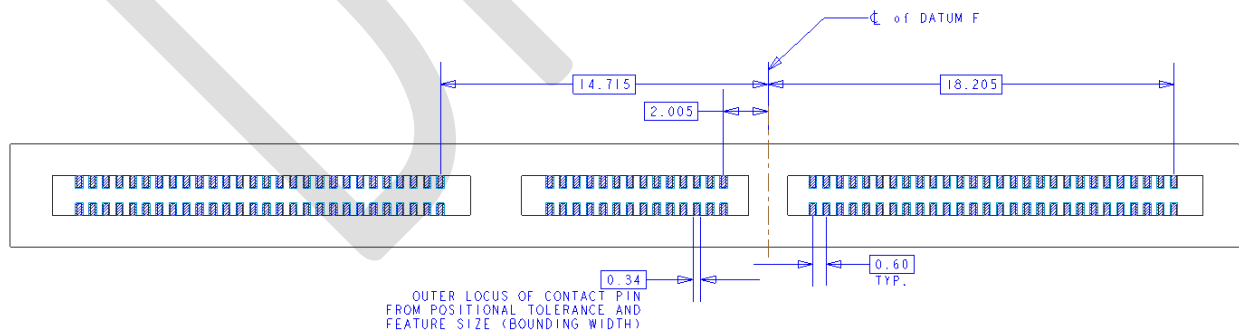 ℄ of DATUM F
14.715
18.205
2.005
0.34
0.60
TYP.
OUTER LOCUS OF CONTACT PIN
FROM POSITIONAL TOLERANCE AND
FEATURE SIZE (BOUNDING WIDTH)